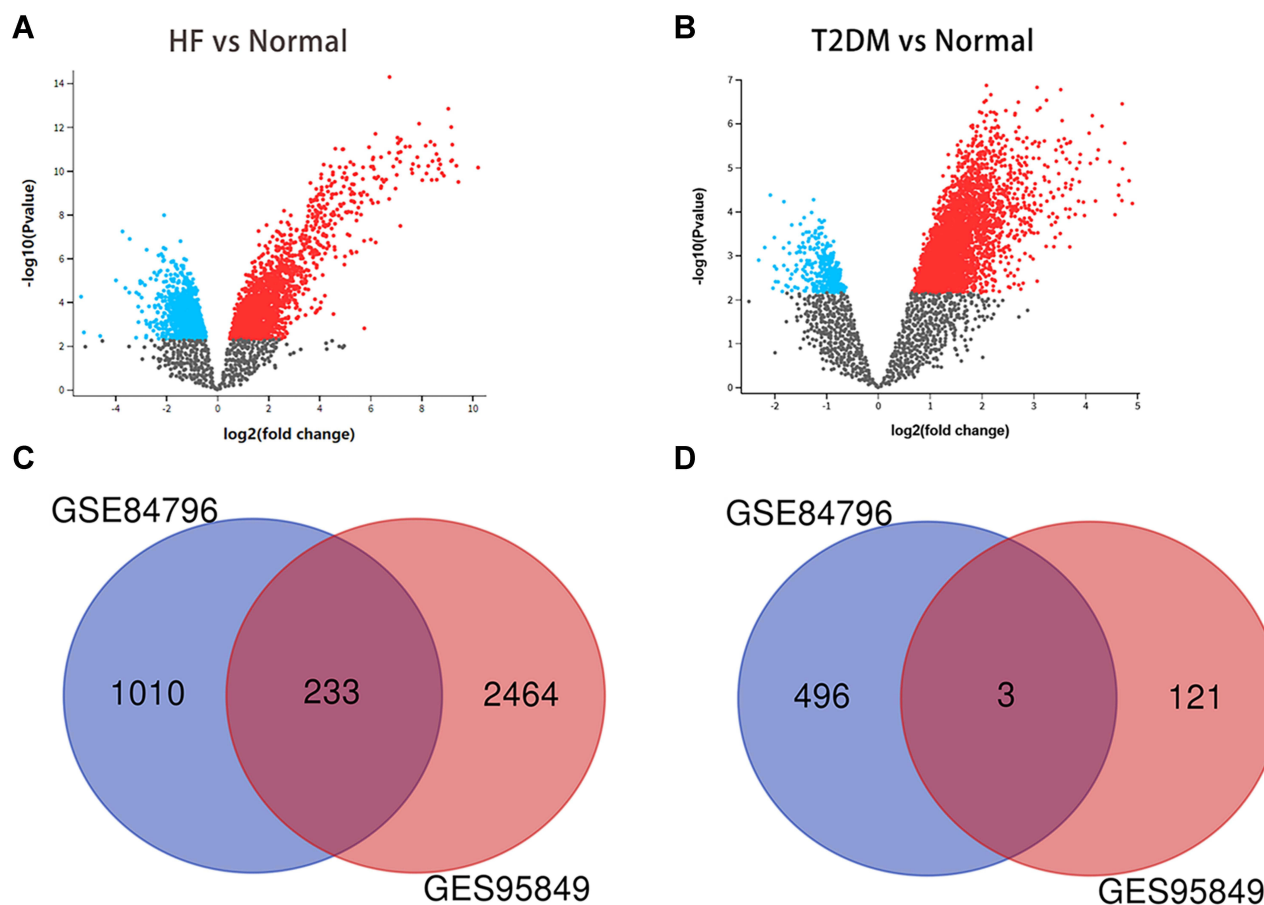 A
HF vs Normal
-log10(Pvalue)
14
12
10
8
6
4
2
0
-4 -2 0 2 4 6 8 10
log2(fold change)
B
T2DM vs Normal
-log10(Pvalue)
7
6
5
4
3
2
1
0
-2 -1 0 1 2 3 4 5
log2(fold change)
C
GSE84796
1010 233 2464
GES95849
D
GSE84796
496 3 121
GES95849